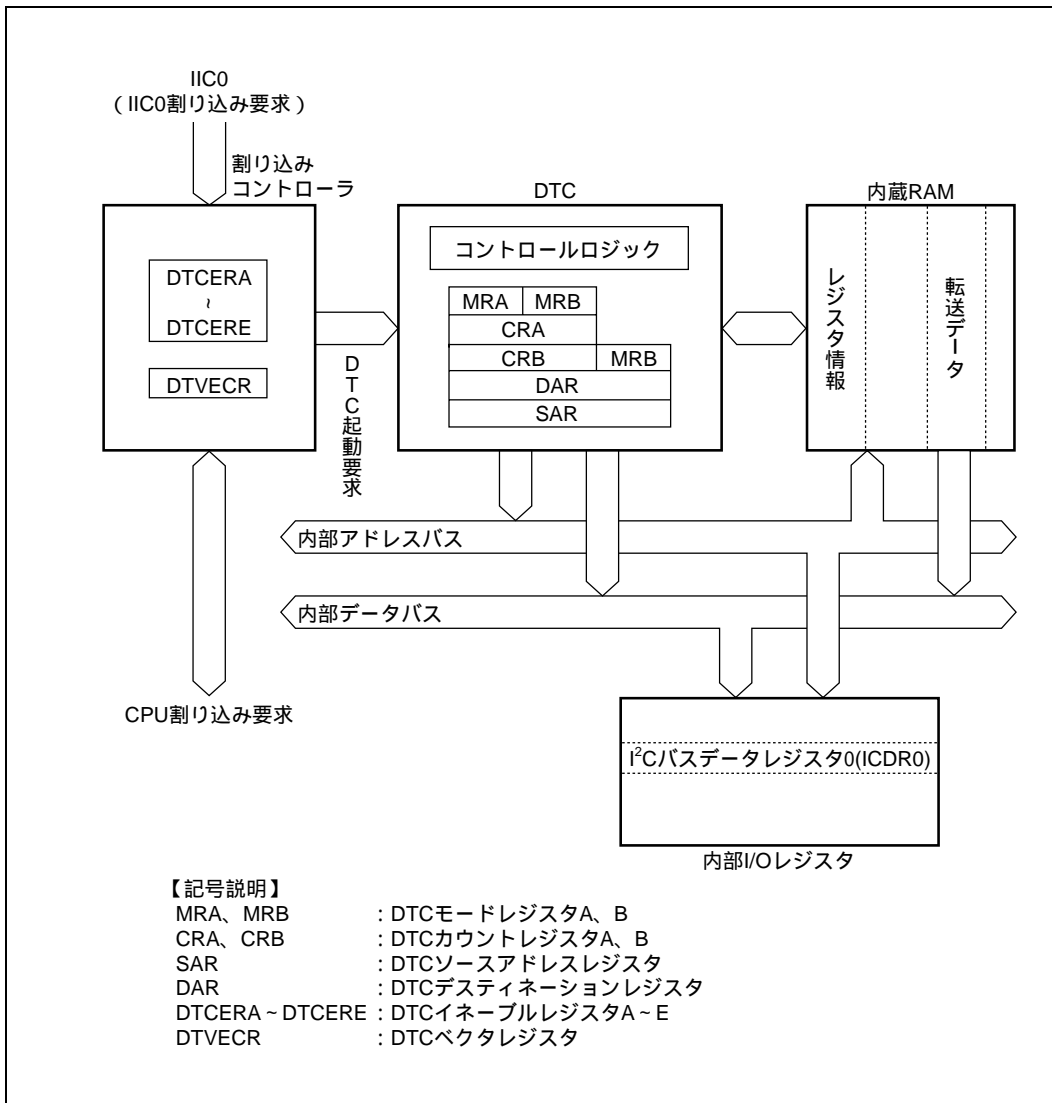 IIC0
（IIC0割り込み要求）
割り込み
コントローラ
DTCERA
~
DTCERE
DTVECR
DTC起動要求
DTC
コントロールロジック
MRA MRB
CRA
CRB MRB
DAR
SAR
内蔵RAM
レジスタ情報
転送データ
内部アドレスバス
内部データバス
CPU割り込み要求
I²Cバスデータレジスタ0(ICDR0)
内部I/Oレジスタ
【記号説明】
MRA、MRB ：DTCモードレジスタA、B
CRA、CRB ：DTCカウントレジスタA、B
SAR ：DTCソースアドレスレジスタ
DAR ：DTCデスティネーションレジスタ
DTCERA～DTCERE：DTCイネーブルレジスタA～E
DTVECR ：DTCベクタレジスタ